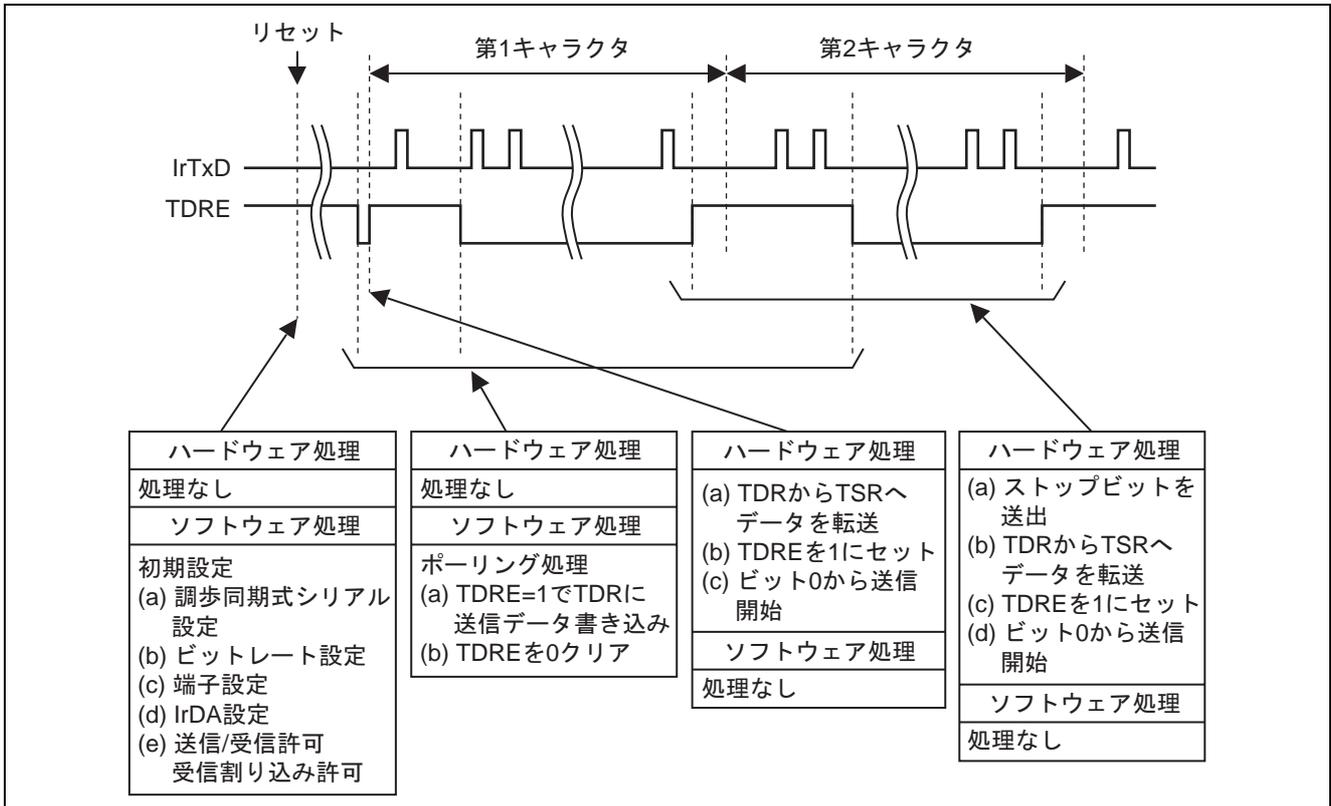 リセット
第1キャラクタ
第2キャラクタ
IrTxD
TDRE
ハードウェア処理
処理なし
ソフトウェア処理
初期設定
(a) 調歩同期式シリアル
設定
(b) ビットレート設定
(c) 端子設定
(d) IrDA設定
(e) 送信/受信許可
受信割り込み許可
ハードウェア処理
処理なし
ソフトウェア処理
ポーリング処理
(a) TDRE=1でTDRに
送信データ書き込み
(b) TDREを0クリア
ハードウェア処理
(a) TDRからTSRへ
データを転送
(b) TDREを1にセット
(c) ビット0から送信
開始
ソフトウェア処理
処理なし
ハードウェア処理
(a) ストップビットを
送出
(b) TDRからTSRへ
データを転送
(c) TDREを1にセット
(d) ビット0から送信
開始
ソフトウェア処理
処理なし